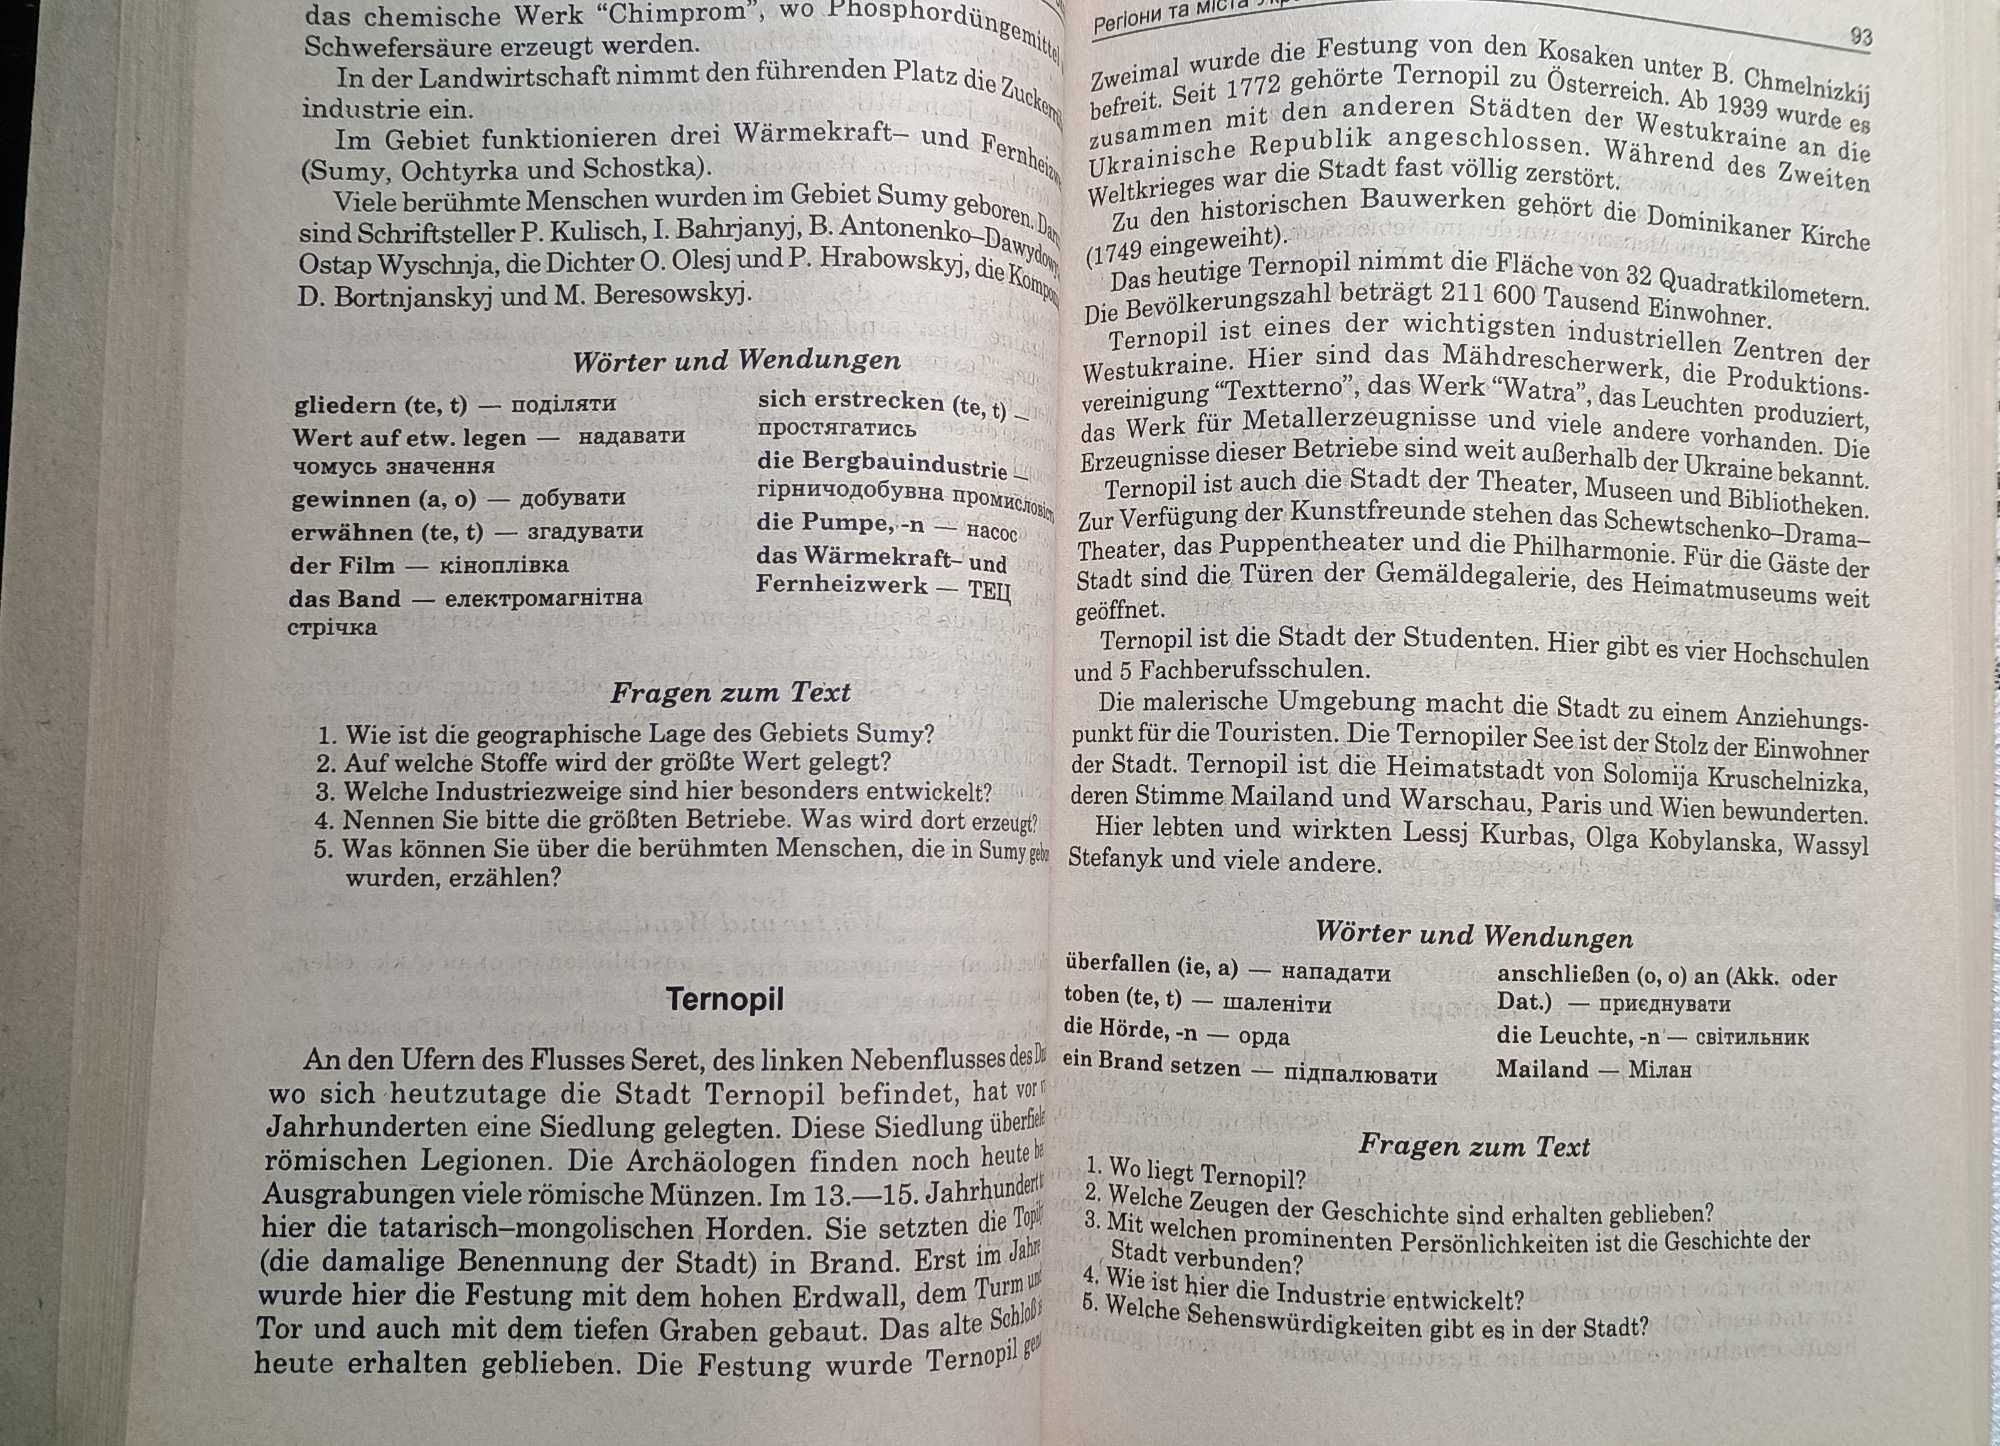 das chemische Werk “Chimprom”, wo Phosphordüngemittel
Schwefersäure erzeugt werden.
In der Landwirtschaft nimmt den führenden Platz die
industrie ein.
Im Gebiet funktionieren drei Wärmekraft– und
(Sumy, Ochtyrka und Schostka).
Viele berühmte Menschen wurden im Gebiet Sumy geboren.
sind Schriftsteller P. Kulisch, I. Bahrjanyj, B.
Ostap Wyschnja, die Dichter O. Olesj und P. Hrabowskyj, die
D. Bortnjanskyj und M. Beresowskyj.
Wörter und Wendungen
gliedern (te, t) — поділяти
Wert auf etw. legen — надавати
чомусь значення
gewinnen (a, o) — добувати
erwähnen (te, t) — згадувати
der Film — кіноплівка
das Band — електромагнітна
стрічка
sich erstrecken (te, t) —
простягатись
die Bergbauindustrie —
гірничодобувна промисловість
die Pumpe, -n — насос
das Wärmekraft– und
Fernheizwerk — ТЕЦ
Fragen zum Text
1. Wie ist die geographische Lage des Gebiets Sumy?
2. Auf welche Stoffe wird der größte Wert gelegt?
3. Welche Industriezweige sind hier besonders entwickelt?
4. Nennen Sie bitte die größten Betriebe. Was wird dort erzeugt?
5. Was können Sie über die berühmten Menschen, die in Sumy
wurden, erzählen?
Ternopil
An den Ufern des Flusses Seret, des linken Nebenflusses des
wo sich heutzutage die Stadt Ternopil befindet, hat vor
Jahrhunderten eine Siedlung gelegten. Diese Siedlung
römischen Legionen. Die Archäologen finden noch heute
Ausgrabungen viele römische Münzen. Im 13.—15.
hier die tatarisch–mongolischen Horden. Sie setzten die
(die damalige Benennung der Stadt) in Brand. Erst im Jahre
wurde hier die Festung mit dem hohen Erdwall, dem Turm und
Tor und auch mit dem tiefen Graben gebaut. Das alte Schloß
heute erhalten geblieben. Die Festung wurde Ternopil
Регіони та міста
93
Zweimal wurde die Festung von den Kosaken unter B. Chmelnizkij
befreit. Seit 1772 gehörte Ternopil zu Österreich. Ab 1939 wurde es
zusammen mit den anderen Städten der Westukraine an die
Ukrainische Republik angeschlossen. Während des Zweiten
Weltkrieges war die Stadt fast völlig zerstört.
Zu den historischen Bauwerken gehört die Dominikaner Kirche
(1749 eingeweiht).
Das heutige Ternopil nimmt die Fläche von 32 Quadratkilometern.
Die Bevölkerungszahl beträgt 211 600 Tausend Einwohner.
Ternopil ist eines der wichtigsten industriellen Zentren der
Westukraine. Hier sind das Mähdrescherwerk, die Produktions-
vereinigung “Textterno”, das Werk “Watra”, das Leuchten produziert,
das Werk für Metallerzeugnisse und viele andere vorhanden. Die
Erzeugnisse dieser Betriebe sind weit außerhalb der Ukraine bekannt.
Ternopil ist auch die Stadt der Theater, Museen und Bibliotheken.
Zur Verfügung der Kunstfreunde stehen das Schewtschenko–Drama–
Theater, das Puppentheater und die Philharmonie. Für die Gäste der
Stadt sind die Türen der Gemäldegalerie, des Heimatmuseums weit
geöffnet.
Ternopil ist die Stadt der Studenten. Hier gibt es vier Hochschulen
und 5 Fachberufsschulen.
Die malerische Umgebung macht die Stadt zu einem Anziehungs-
punkt für die Touristen. Die Ternopiler See ist der Stolz der Einwohner
der Stadt. Ternopil ist die Heimatstadt von Solomija Kruschelnizka,
deren Stimme Mailand und Warschau, Paris und Wien bewunderten.
Hier lebten und wirkten Lessj Kurbas, Olga Kobylanska, Wassyl
Stefanyk und viele andere.
Wörter und Wendungen
überfallen (ie, a) — нападати
toben (te, t) — шаленіти
die Hörde, -n — орда
ein Brand setzen — підпалювати
anschließen (o, o) an (Akk. oder
Dat.) — приєднувати
die Leuchte, -n — світильник
Mailand — Мілан
Fragen zum Text
1. Wo liegt Ternopil?
2. Welche Zeugen der Geschichte sind erhalten geblieben?
3. Mit welchen prominenten Persönlichkeiten ist die Geschichte der
Stadt verbunden?
4. Wie ist hier die Industrie entwickelt?
5. Welche Sehenswürdigkeiten gibt es in der Stadt?